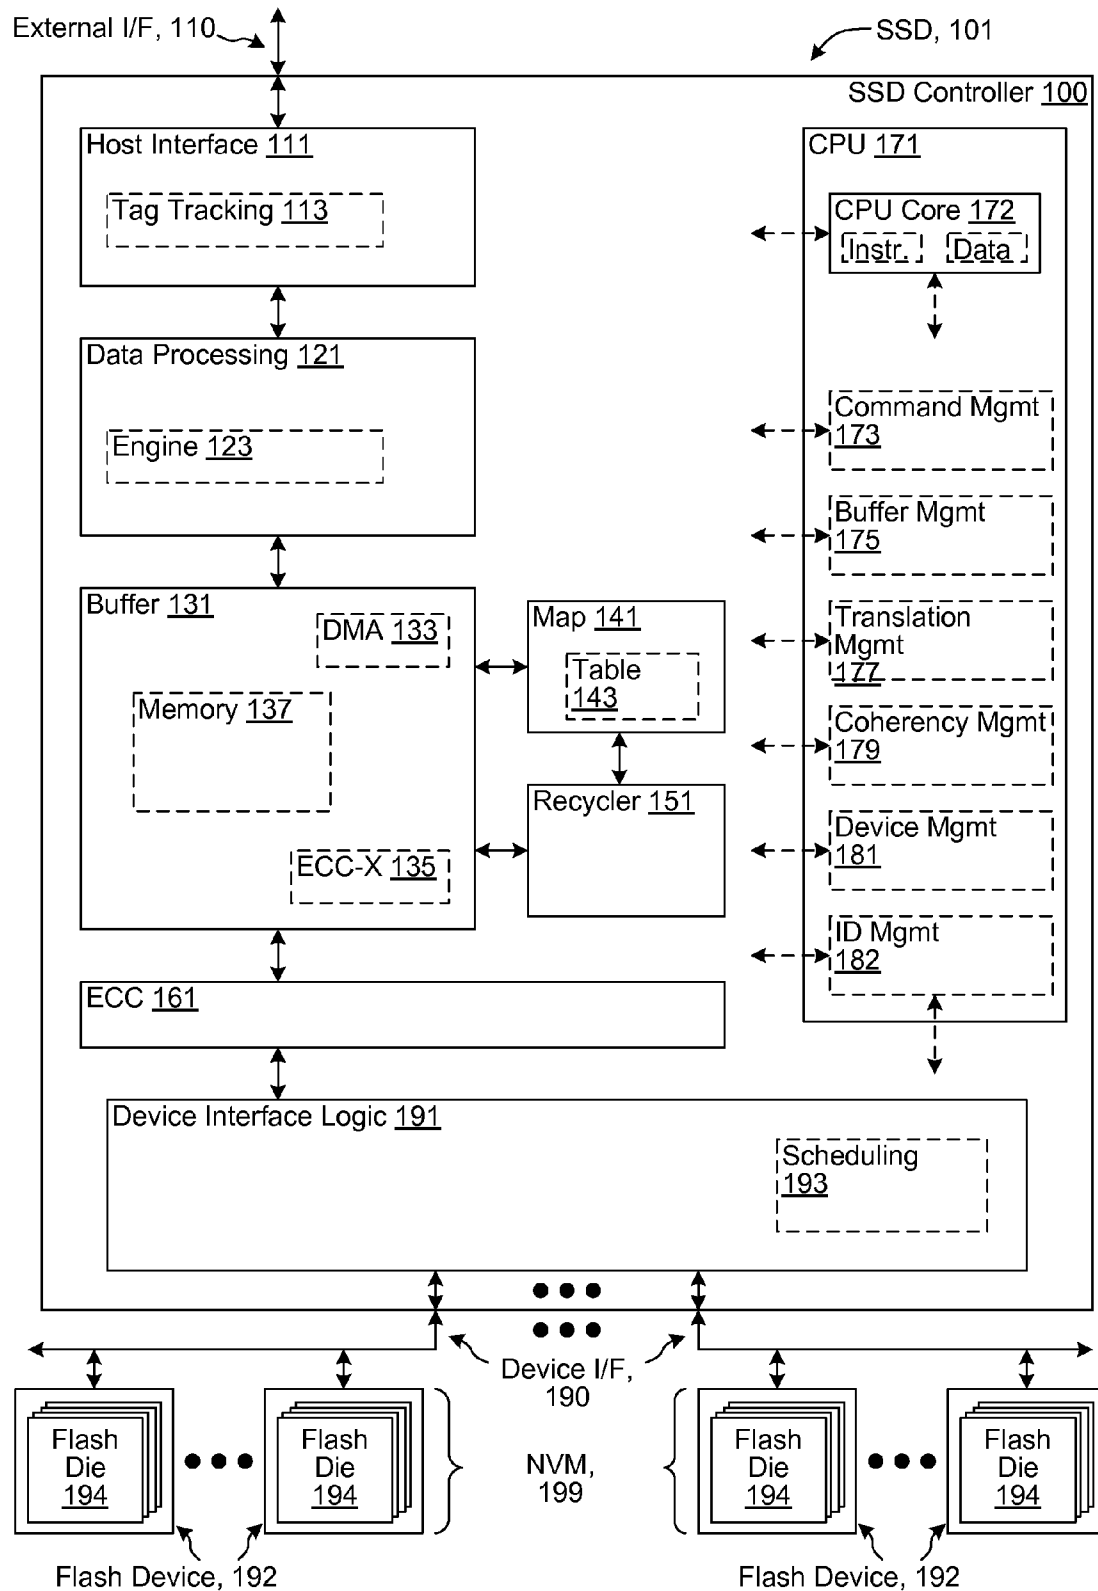 External I/F, 110
SSD, 101
SSD Controller 100
Host Interface 111
Tag Tracking 113
Data Processing 121
Engine 123
Buffer 131
DMA 133
Memory 137
ECC-X 135
Map 141
Table
143
Recycler 151
ECC 161
CPU 171
CPU Core 172
Instr.
Data
Command Mgmt
173
Buffer Mgmt
175
Translation
Mgmt
177
Coherency Mgmt
179
Device Mgmt
181
ID Mgmt
182
Device Interface Logic 191
Scheduling
193
Device I/F,
190
Flash
Die
194
Flash
Die
194
NVM,
199
Flash
Die
194
Flash
Die
194
Flash Device, 192
Flash Device, 192